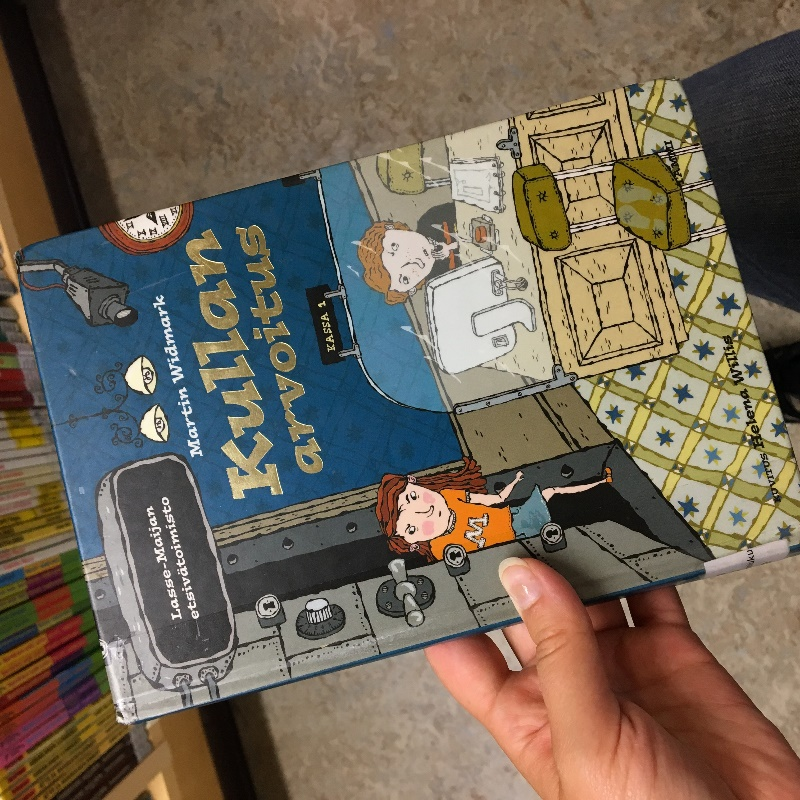 Martin Widmark
Kullan
arvoitus
Lasse-Maijan
etsivätoimisto
KASSA 1
M
Helena Willis